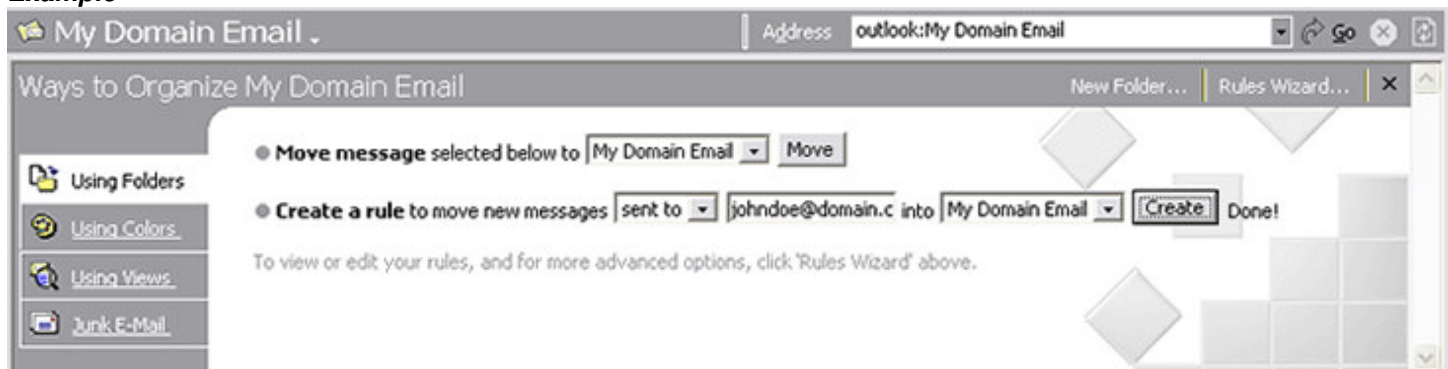 Example
My Domain Email . Address outlook:My Domain Email Go
Ways to Organize My Domain Email New Folder... Rules Wizard...
Using Folders
Using Colors
Using Views
Junk E-Mail
Move message selected below to My Domain Email Move
Create a rule to move new messages sent to johndoe@domain.c into My Domain Email Create Done!
To view or edit your rules, and for more advanced options, click 'Rules Wizard' above.